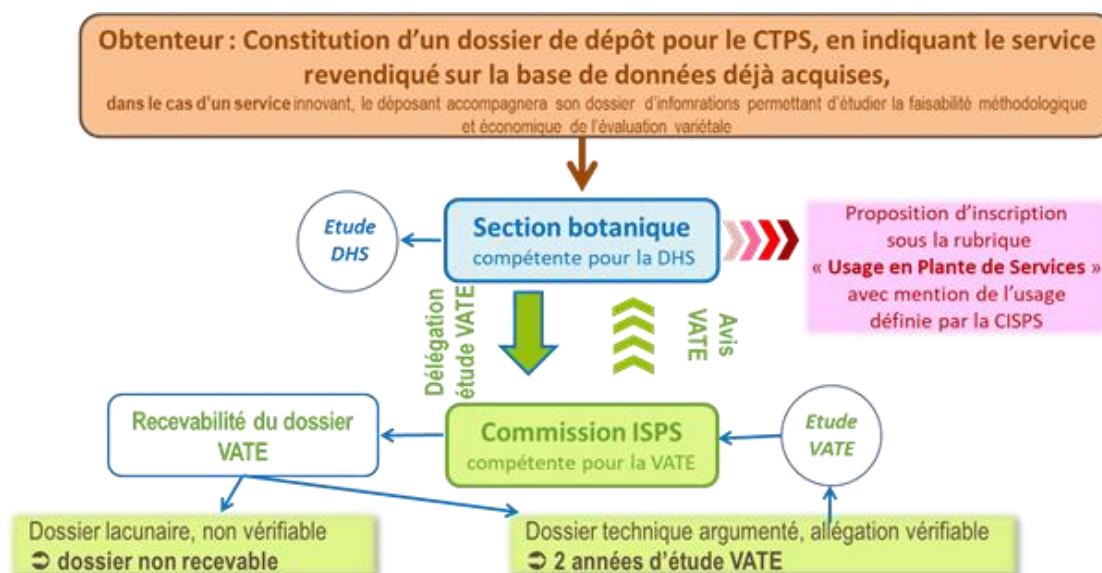 Obtenteur : Constitution d’un dossier de dépôt pour le CTPS, en indiquant le service
revendiqué sur la base de données déjà acquises,
dans le cas d’un service innovant, le déposant accompagnera son dossier d’infomrations permettant d’étudier la faisabilité méthodologique
et économique de l’évaluation variétale
Etude
DHS
Section botanique
compétente pour la DHS
Proposition d’inscription
sous la rubrique
« Usage en Plante de Services »
avec mention de l’usage
définie par la CISPS
Délégation
étude VATE
Avis
VATE
Recevabilité du dossier
VATE
Commission ISPS
compétente pour la VATE
Etude
VATE
Dossier lacunaire, non vérifiable
➲ dossier non recevable
Dossier technique argumenté, allégation vérifiable
➲ 2 années d’étude VATE